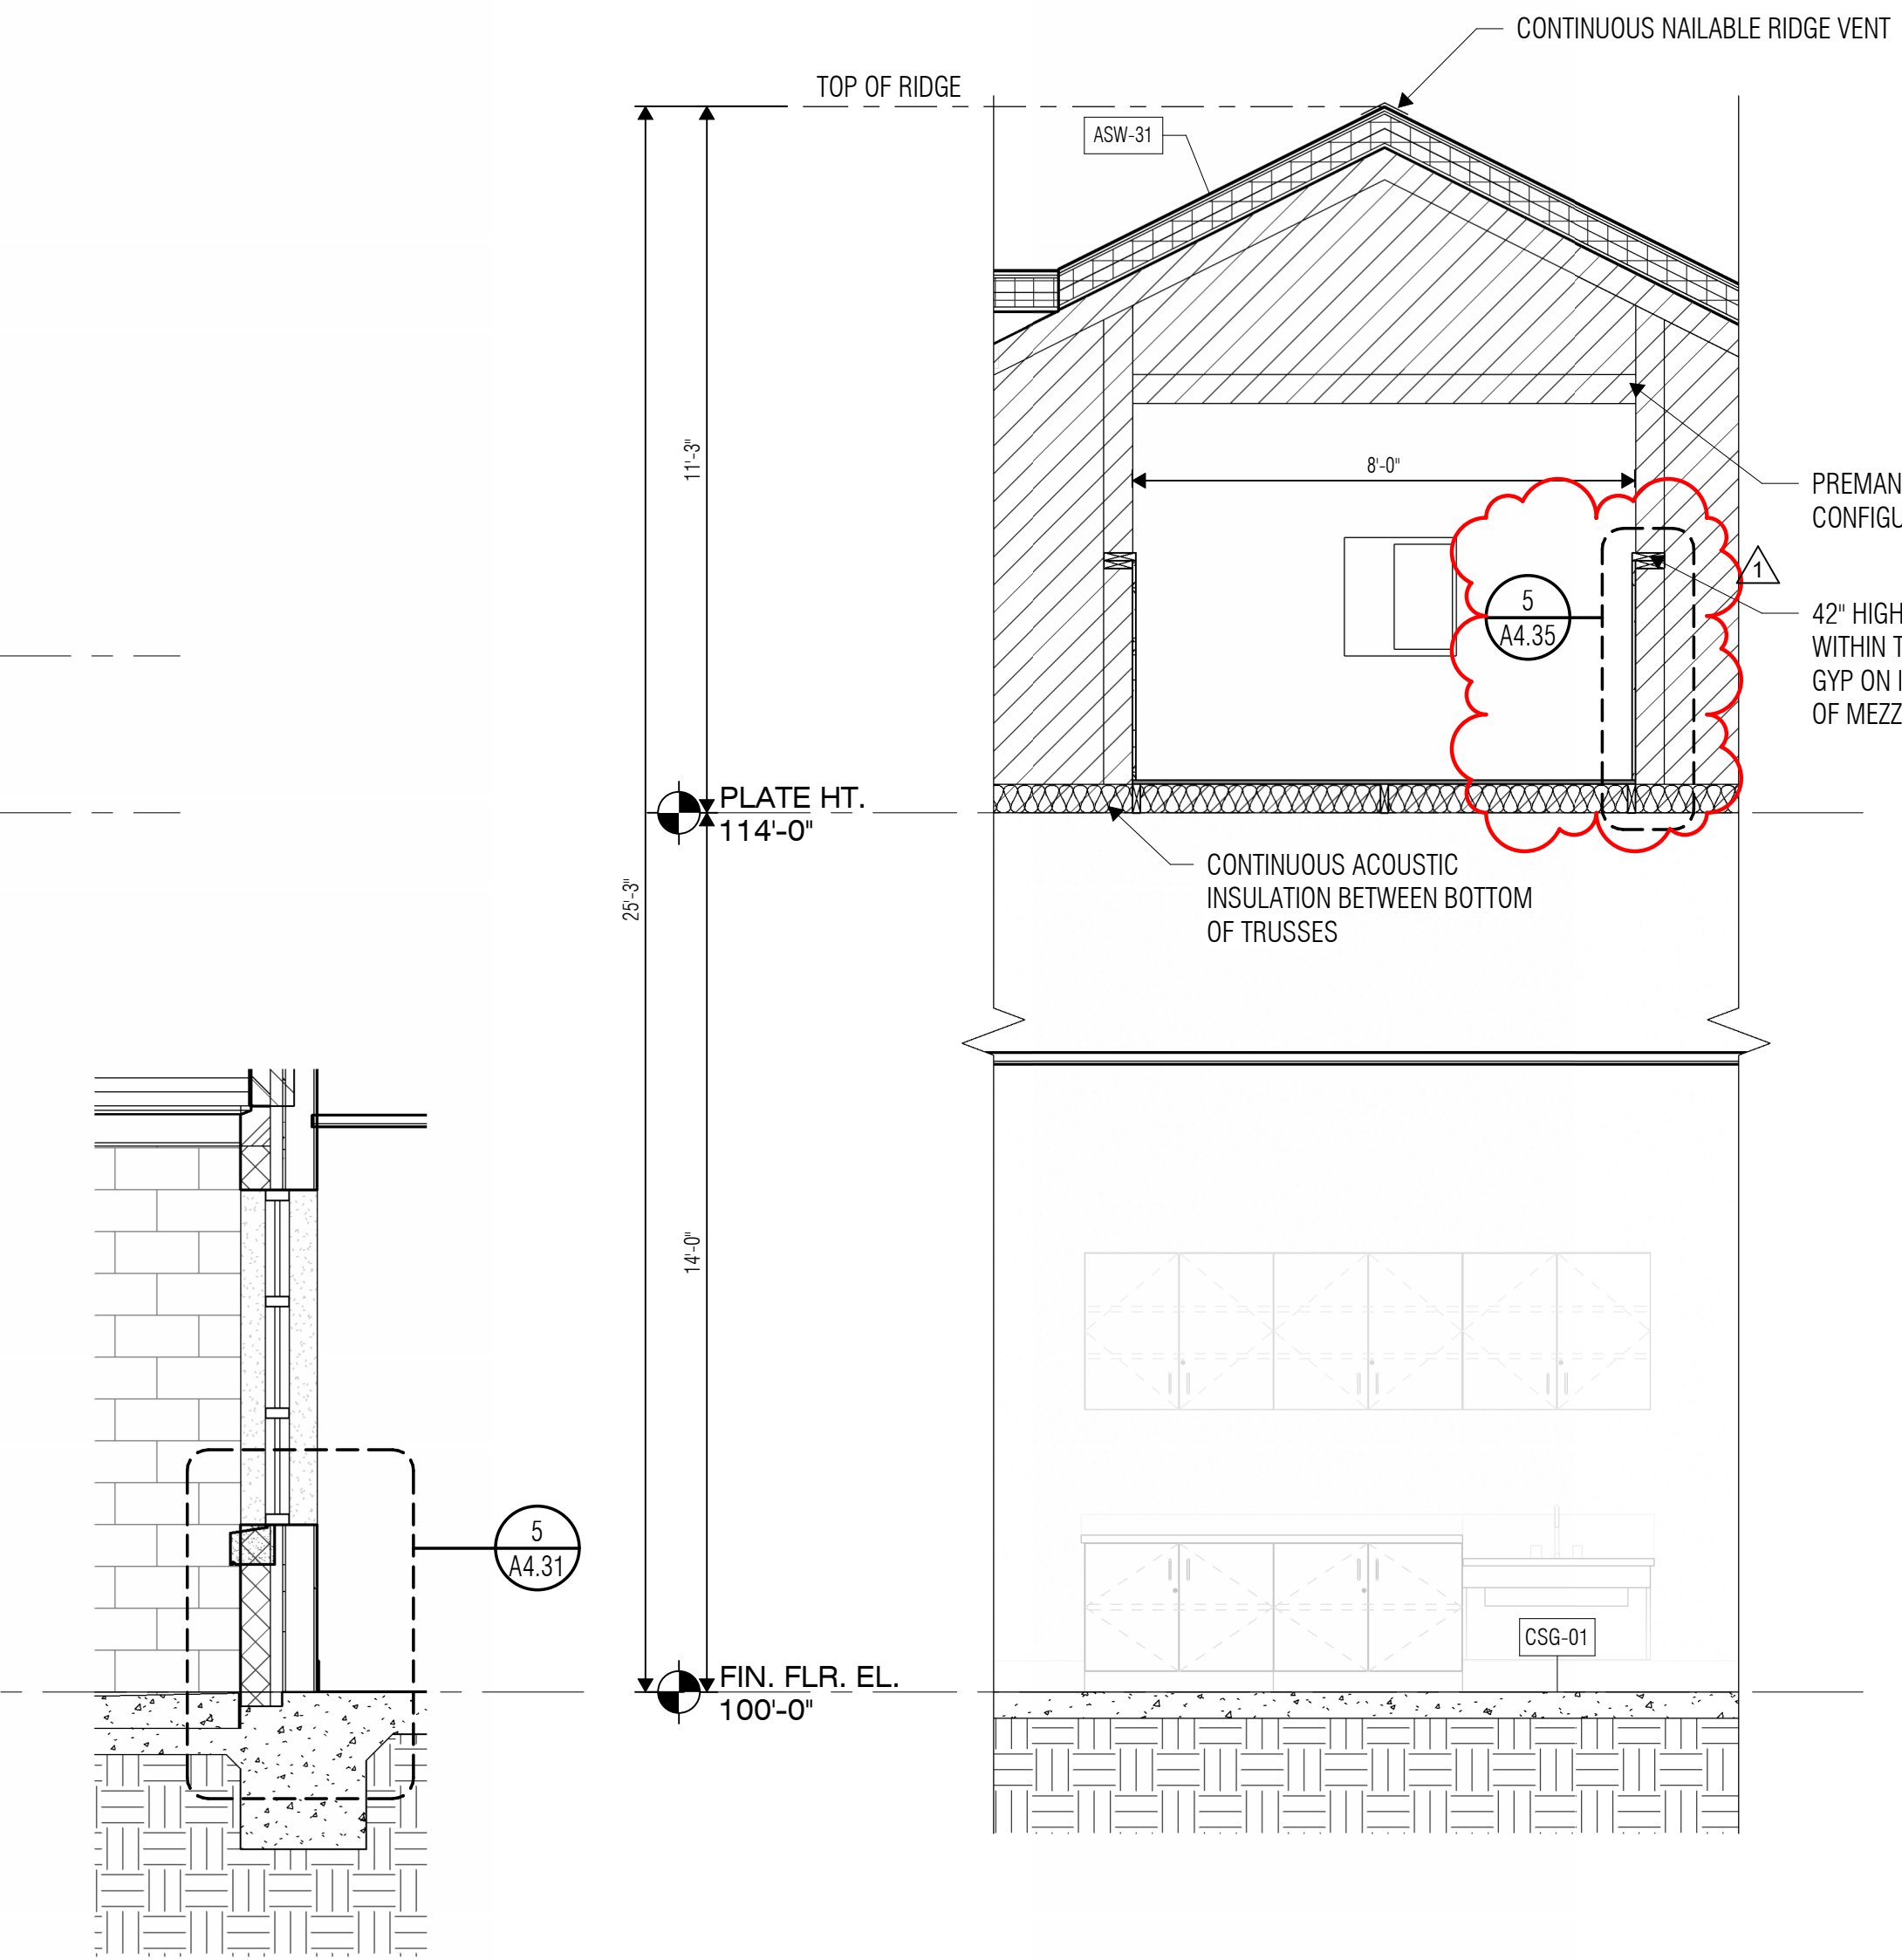 CONTINUOUS NAILABLE RIDGE VENT
TOP OF RIDGE
ASW-31
11'-3"
8'-0"
PREMAN
CONFIGU
1
5
A4.35
42" HIGH
WITHIN T
GYP ON I
OF MEZZ
PLATE HT.
114'-0"
CONTINUOUS ACOUSTIC
INSULATION BETWEEN BOTTOM
OF TRUSSES
25'-3"
14'-0"
5
A4.31
CSG-01
FIN. FLR. EL.
100'-0"